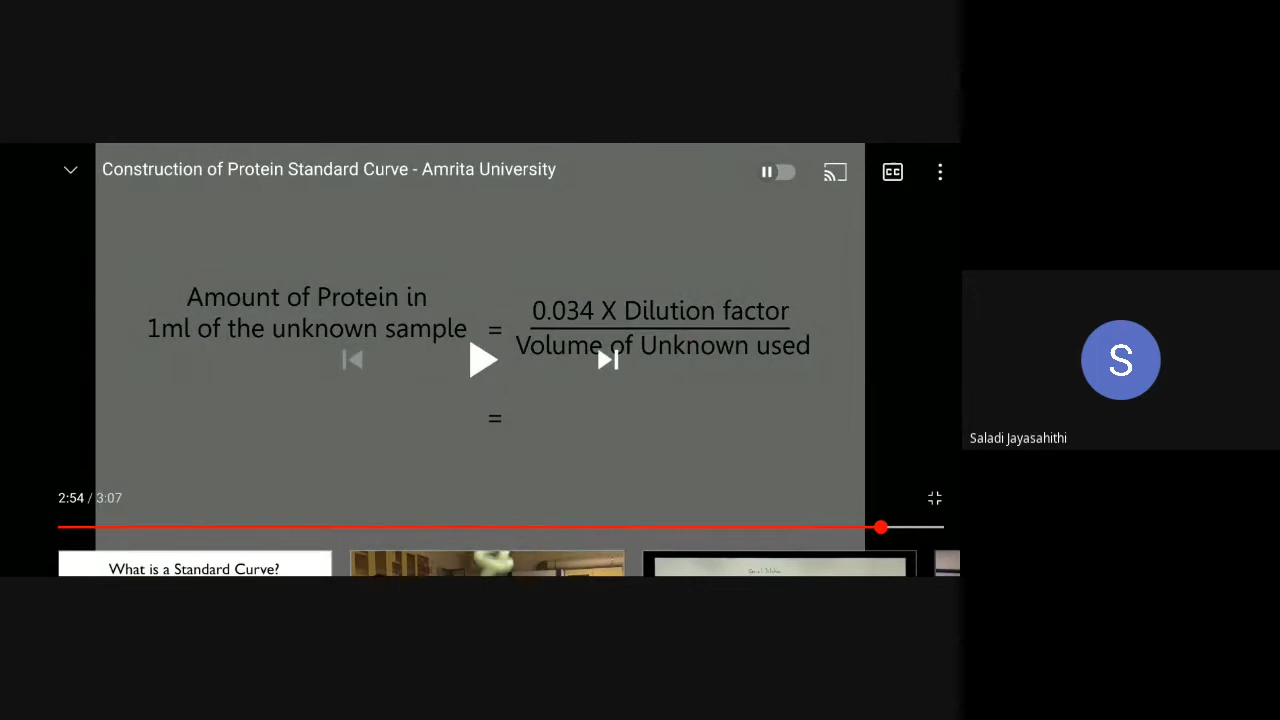 Construction of Protein Standard Curve - Amrita University
CC
Amount of Protein in
1ml of the unknown sample
=
0.034 X Dilution factor
Volume of Unknown used
=
2:54 / 3:07
What is a Standard Curve?
S
Saladi Jayasahithi